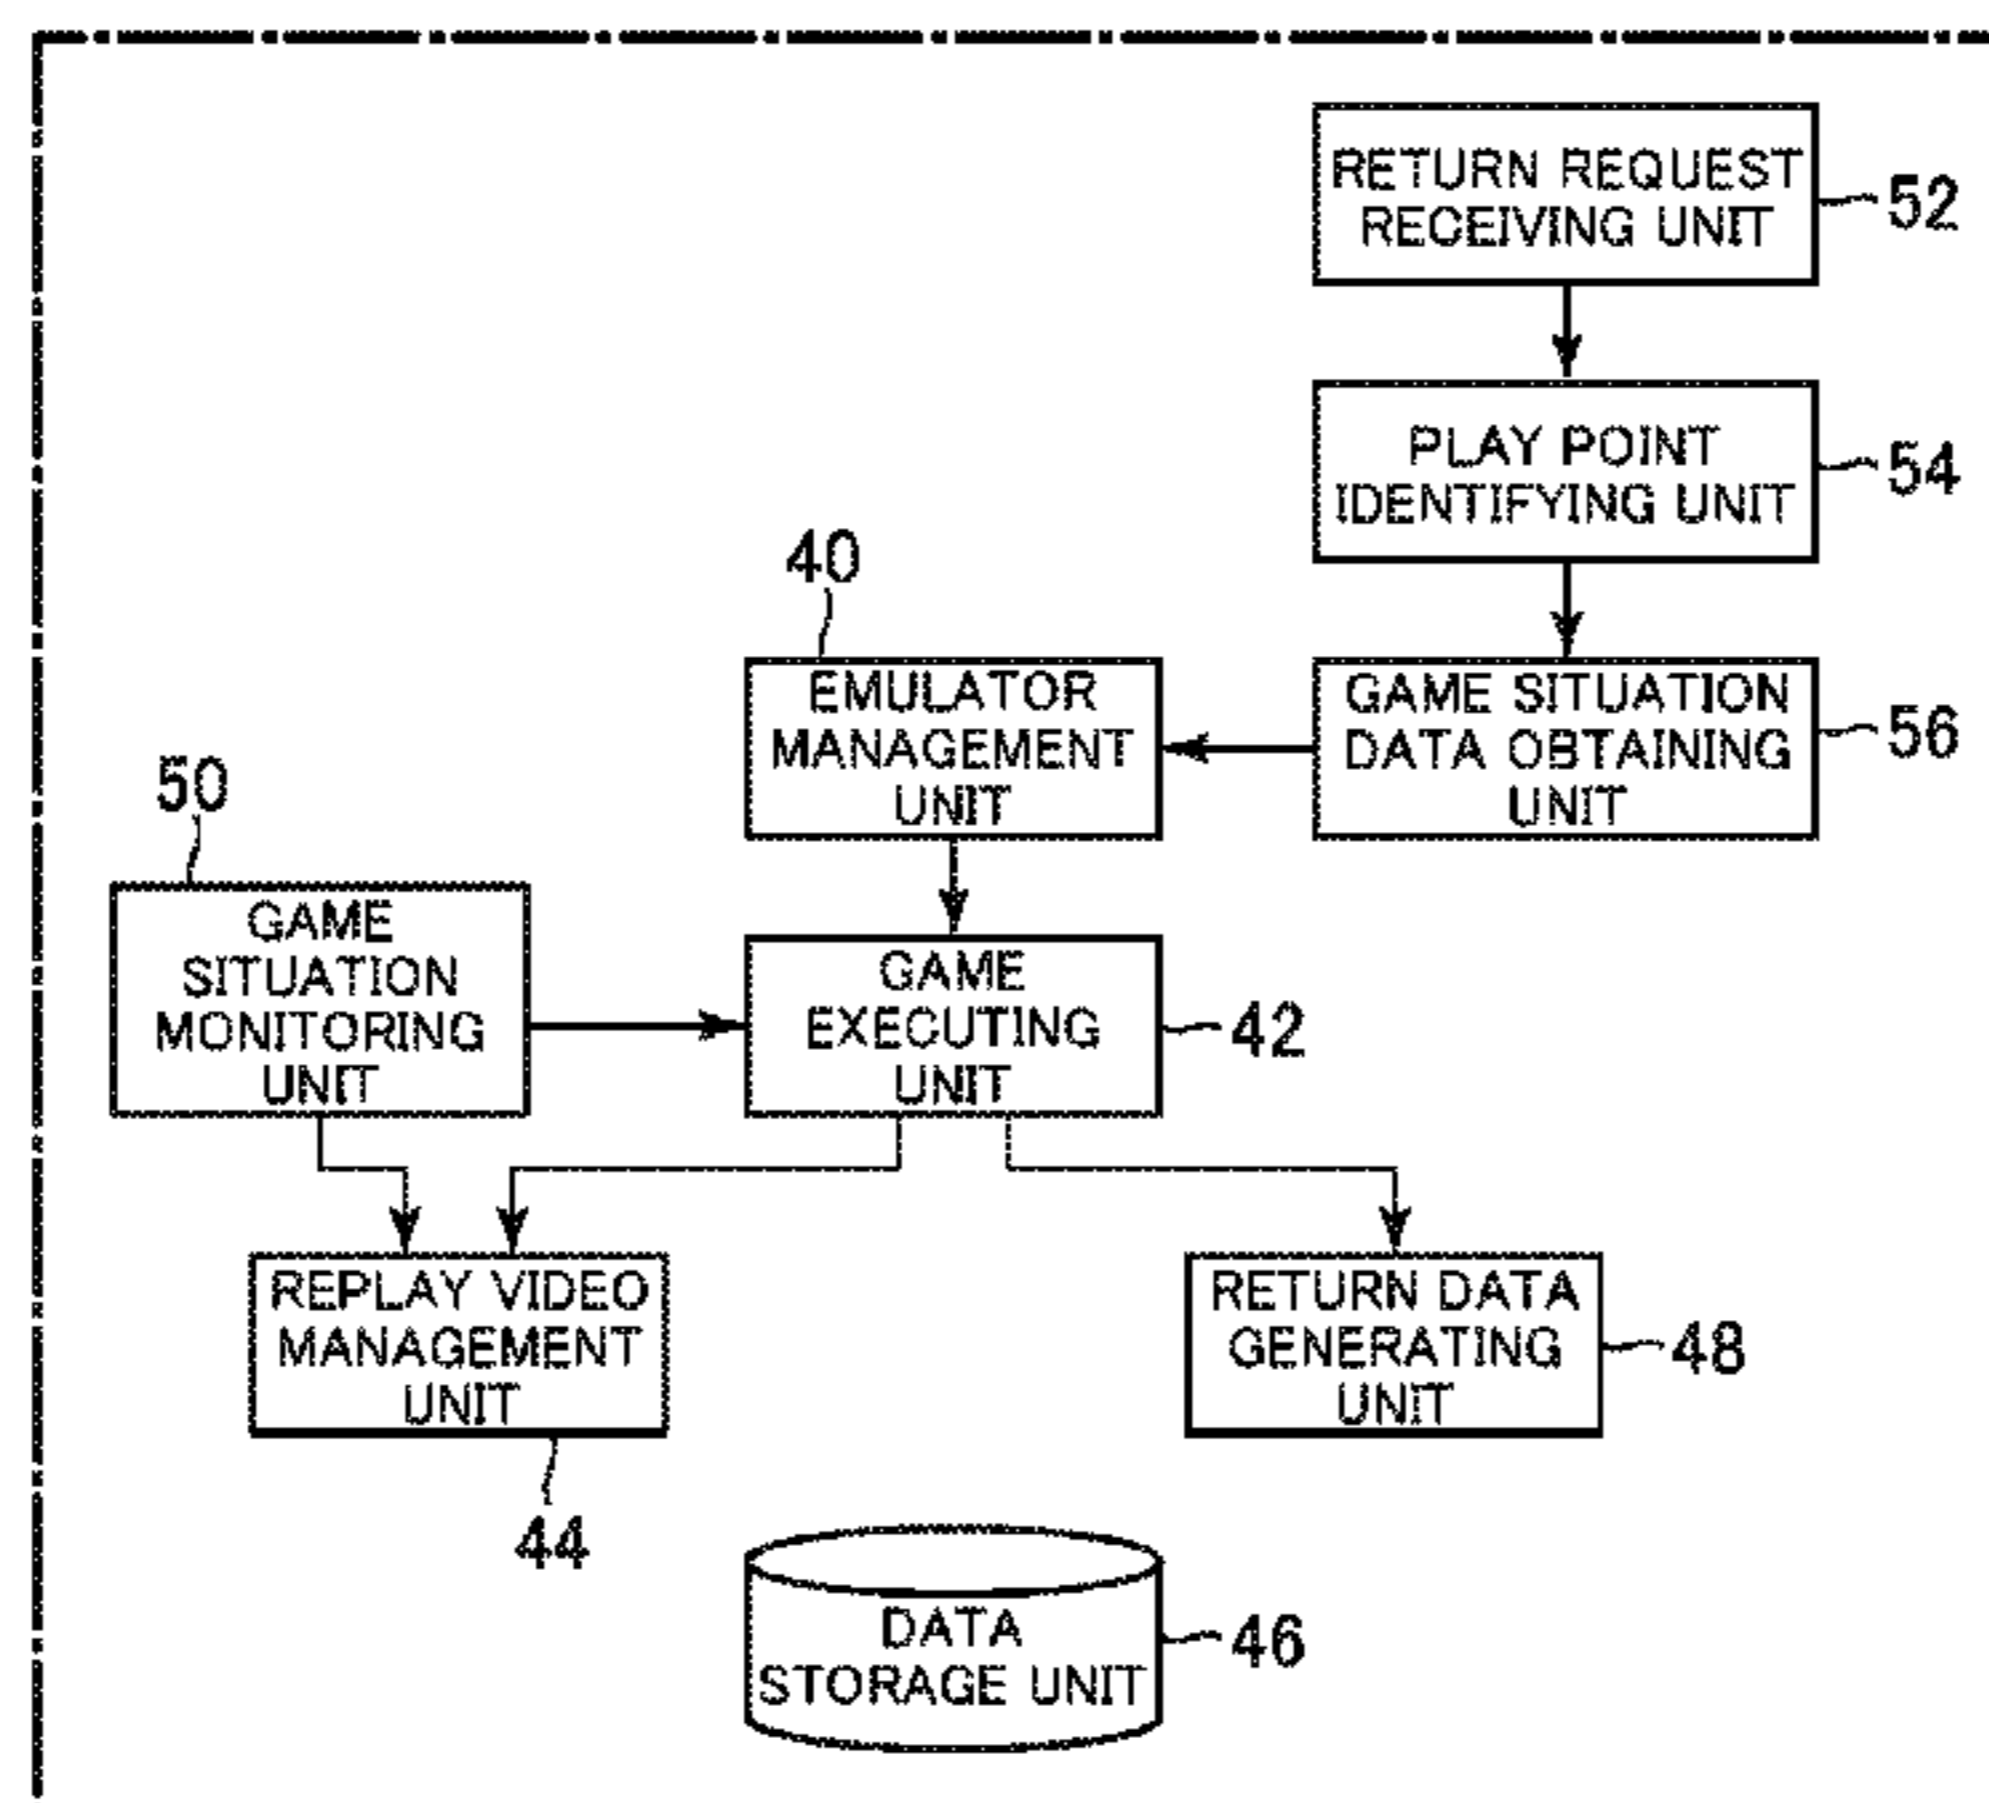 RETURN REQUEST
RECEIVING UNIT
52
PLAY POINT
IDENTIFYING UNIT
54
40
EMULATOR
MANAGEMENT
UNIT
GAME SITUATION
DATA OBTAINING
UNIT
56
50
GAME
SITUATION
MONITORING
UNIT
GAME
EXECUTING
UNIT
42
REPLAY VIDEO
MANAGEMENT
UNIT
44
RETURN DATA
GENERATING
UNIT
48
DATA
STORAGE UNIT
46